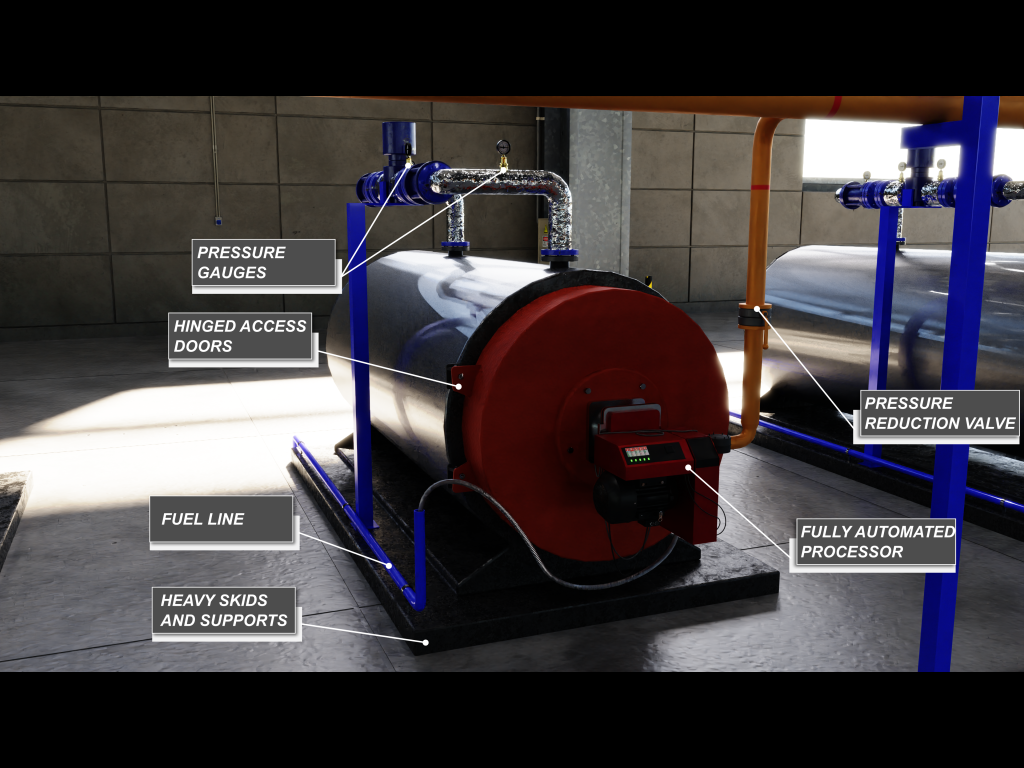 PRESSURE
GAUGES
HINGED ACCESS
DOORS
PRESSURE
REDUCTION VALVE
FUEL LINE
FULLY AUTOMATED
PROCESSOR
HEAVY SKIDS
AND SUPPORTS